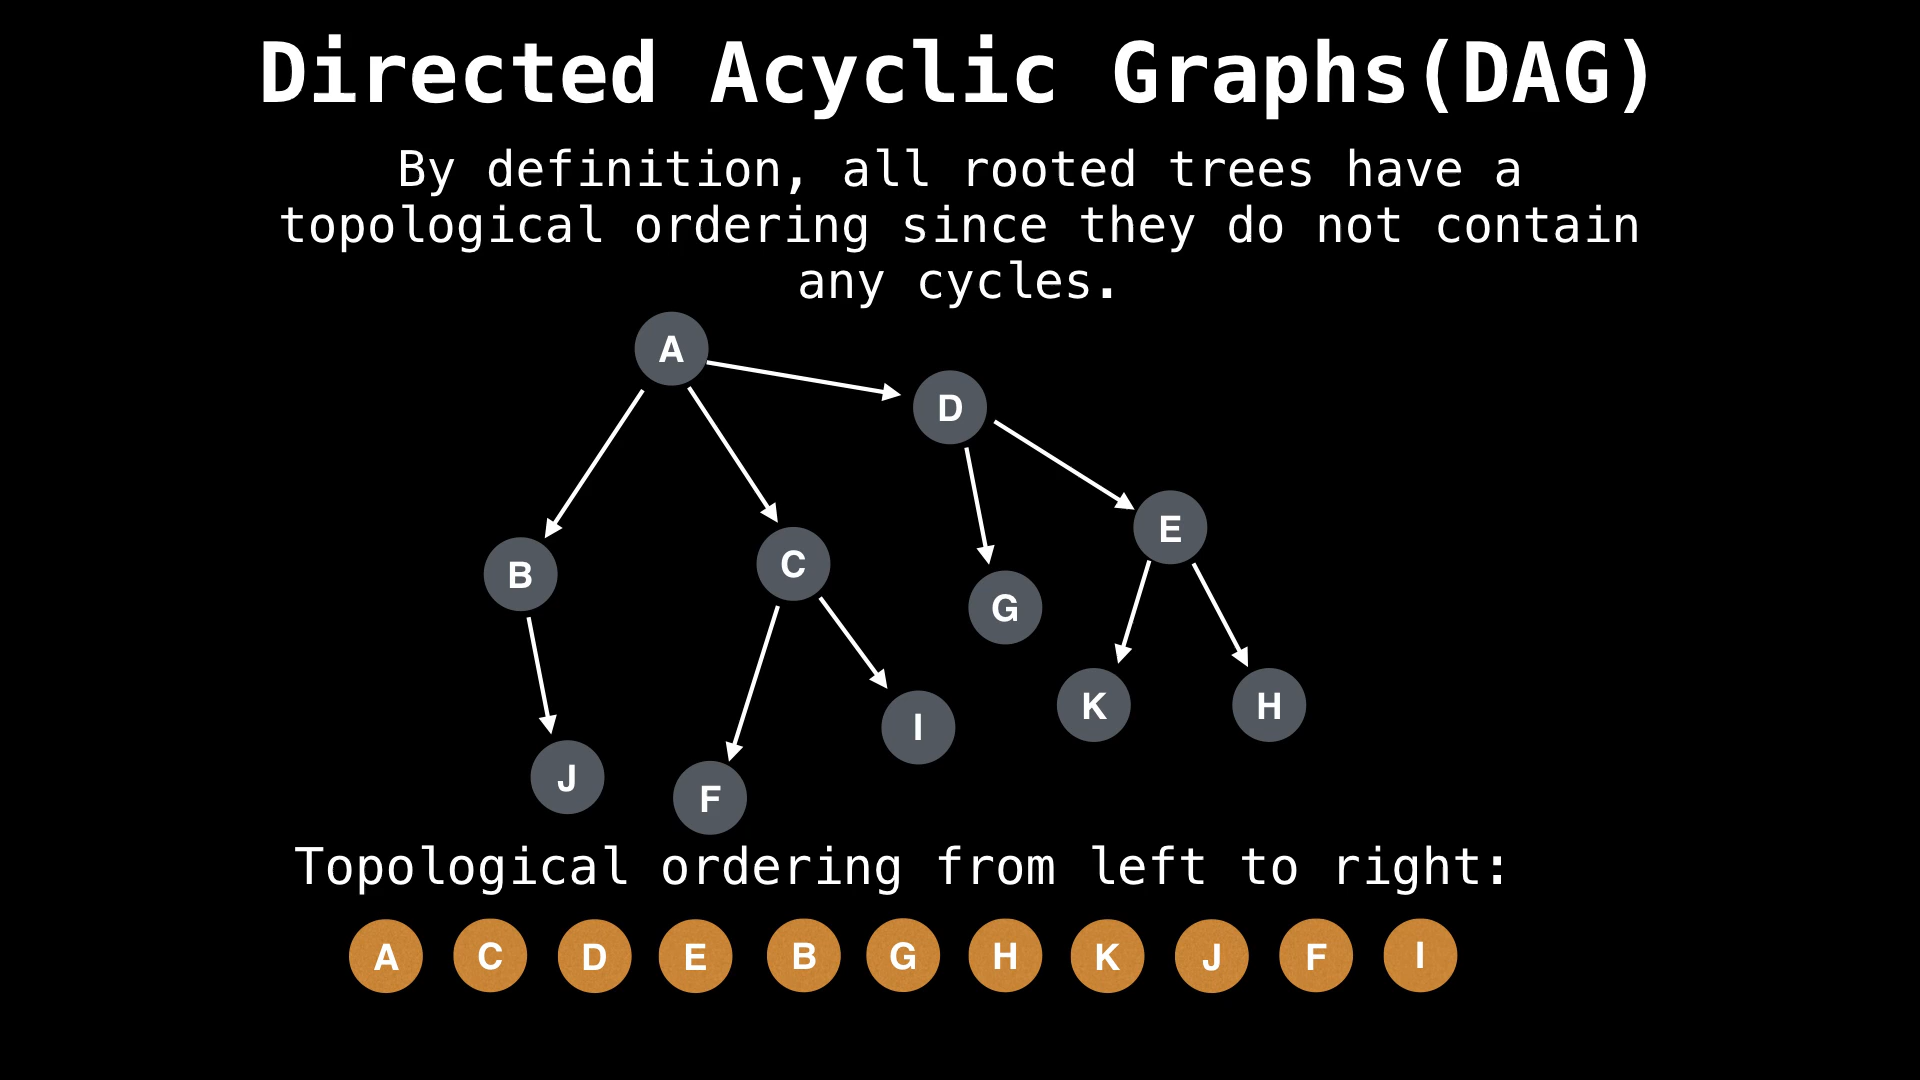 Directed Acyclic Graphs(DAG)
By definition, all rooted trees have a
topological ordering since they do not contain
any cycles.
A
D
E
B
C
G
K
H
I
J
F
Topological ordering from left to right:
A C D E B G H K J F I